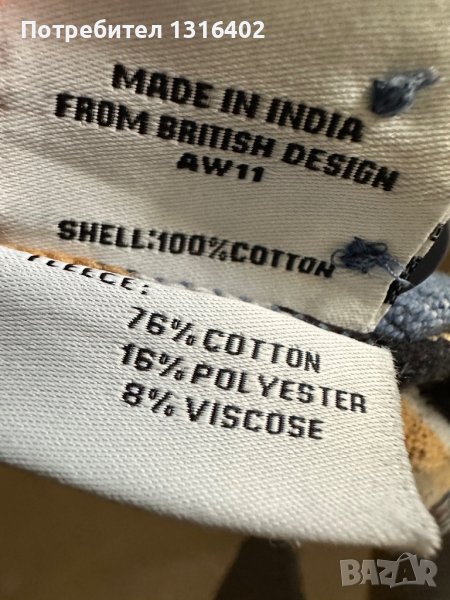 Потребител 1316402
MADE IN INDIA
FROM BRITISH DESIGN
AW11
SHELL:100%COTTON
FLEECE:
76% COTTON
16% POLYESTER
8% VISCOSE
BAZAR